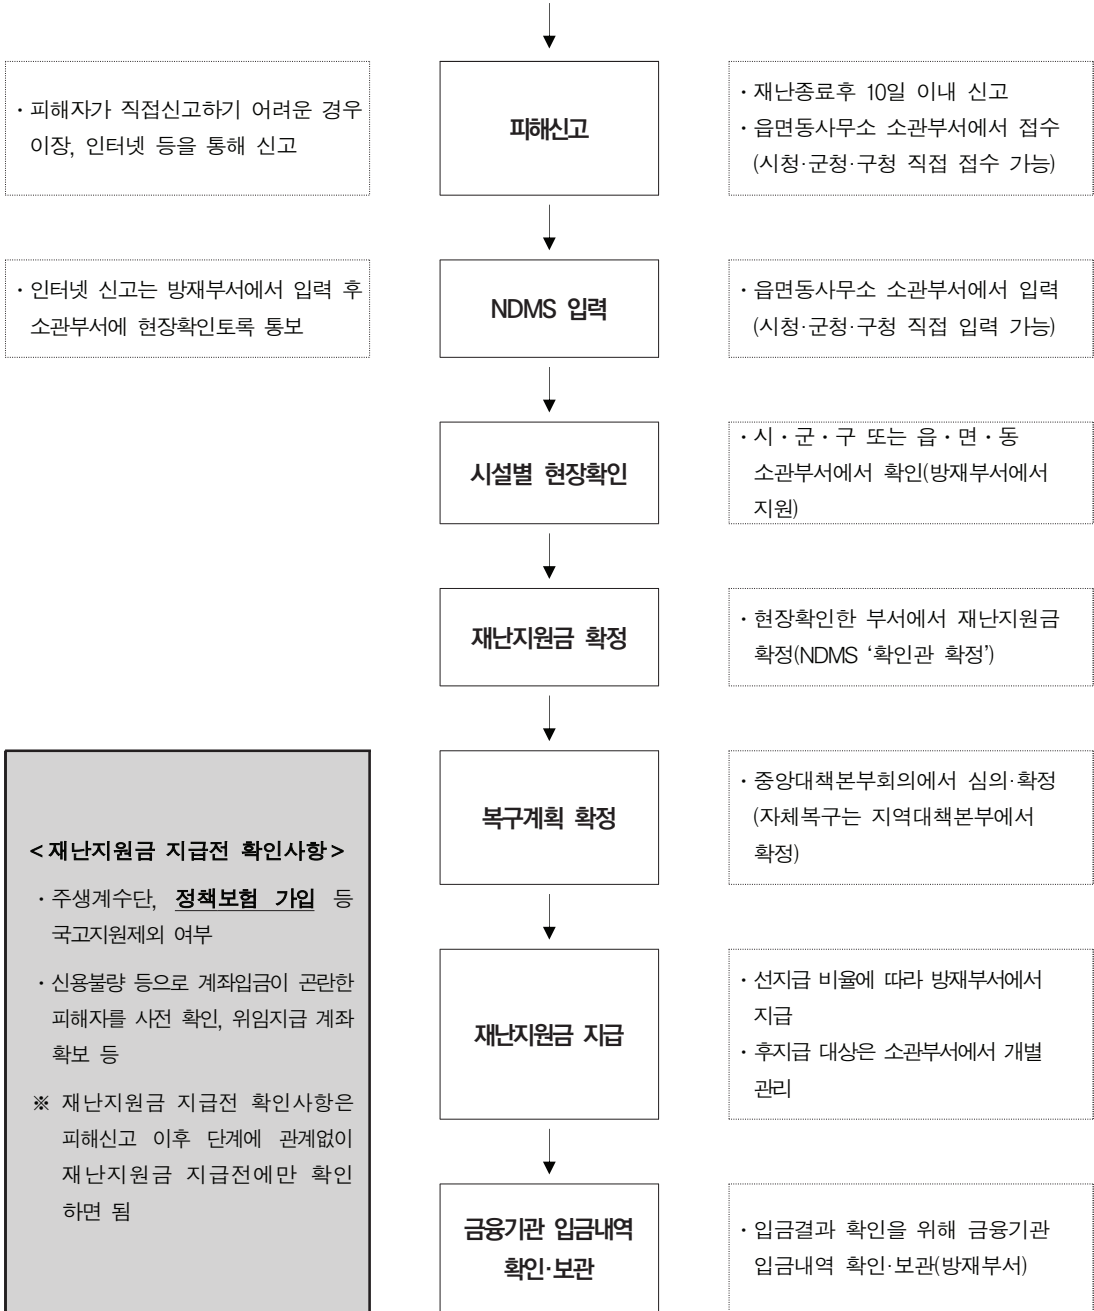 · 피해자가 직접신고하기 어려운 경우
이장, 인터넷 등을 통해 신고
피해신고
· 재난종료후 10일 이내 신고
· 읍면동사무소 소관부서에서 접수
(시청·군청·구청 직접 접수 가능)
· 인터넷 신고는 방재부서에서 입력 후
소관부서에 현장확인토록 통보
NDMS 입력
· 읍면동사무소 소관부서에서 입력
(시청·군청·구청 직접 입력 가능)
시설별 현장확인
· 시·군·구 또는 읍·면·동
소관부서에서 확인(방재부서에서
지원)
재난지원금 확정
· 현장확인한 부서에서 재난지원금
확정(NDMS ‘확인관 확정’)
<재난지원금 지급전 확인사항>
· 주생계수단, 정책보험 가입 등
국고지원제외 여부
· 신용불량 등으로 계좌입금이 곤란한
피해자를 사전 확인, 위임지급 계좌
확보 등
※ 재난지원금 지급전 확인사항은
피해신고 이후 단계에 관계없이
재난지원금 지급전에만 확인
하면 됨
복구계획 확정
· 중앙대책본부회의에서 심의·확정
(자체복구는 지역대책본부에서
확정)
재난지원금 지급
· 선지급 비율에 따라 방재부서에서
지급
· 후지급 대상은 소관부서에서 개별
관리
금융기관 입금내역
확인·보관
· 입금결과 확인을 위해 금융기관
입금내역 확인·보관(방재부서)